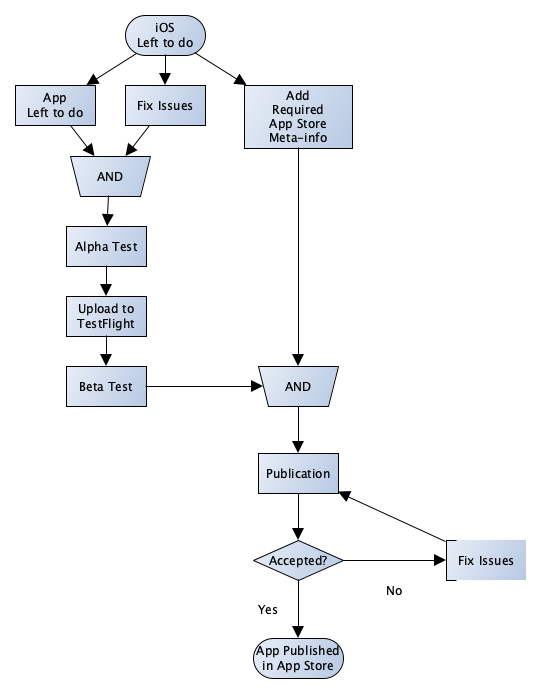 iOS
Left to do
App
Left to do
Fix Issues
Add
Required
App Store
Meta-info
AND
Alpha Test
Upload to
TestFlight
Beta Test
AND
Publication
Accepted?
Fix Issues
No
Yes
App Published
in App Store